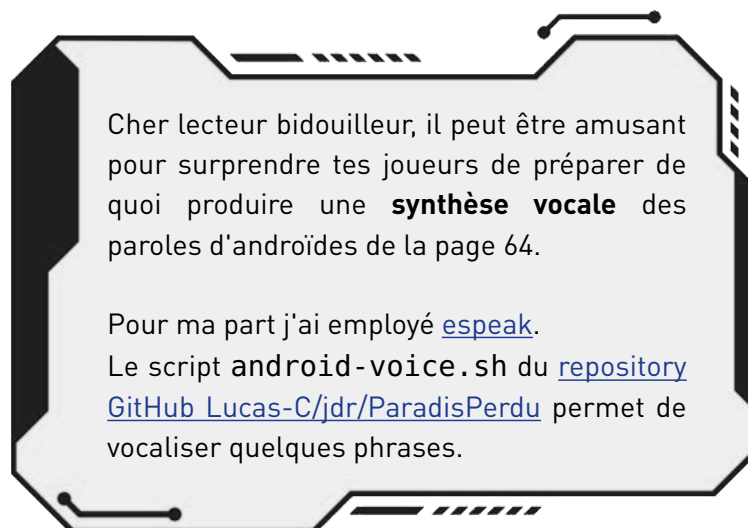 Cher lecteur bidouilleur, il peut être amusant
pour surprendre tes joueurs de préparer de
quoi produire une synthèse vocale des
paroles d'androïdes de la page 64.
Pour ma part j'ai employé espeak.
Le script android-voice.sh du repository
GitHub Lucas-C/jdr/ParadisPerdu permet de
vocaliser quelques phrases.